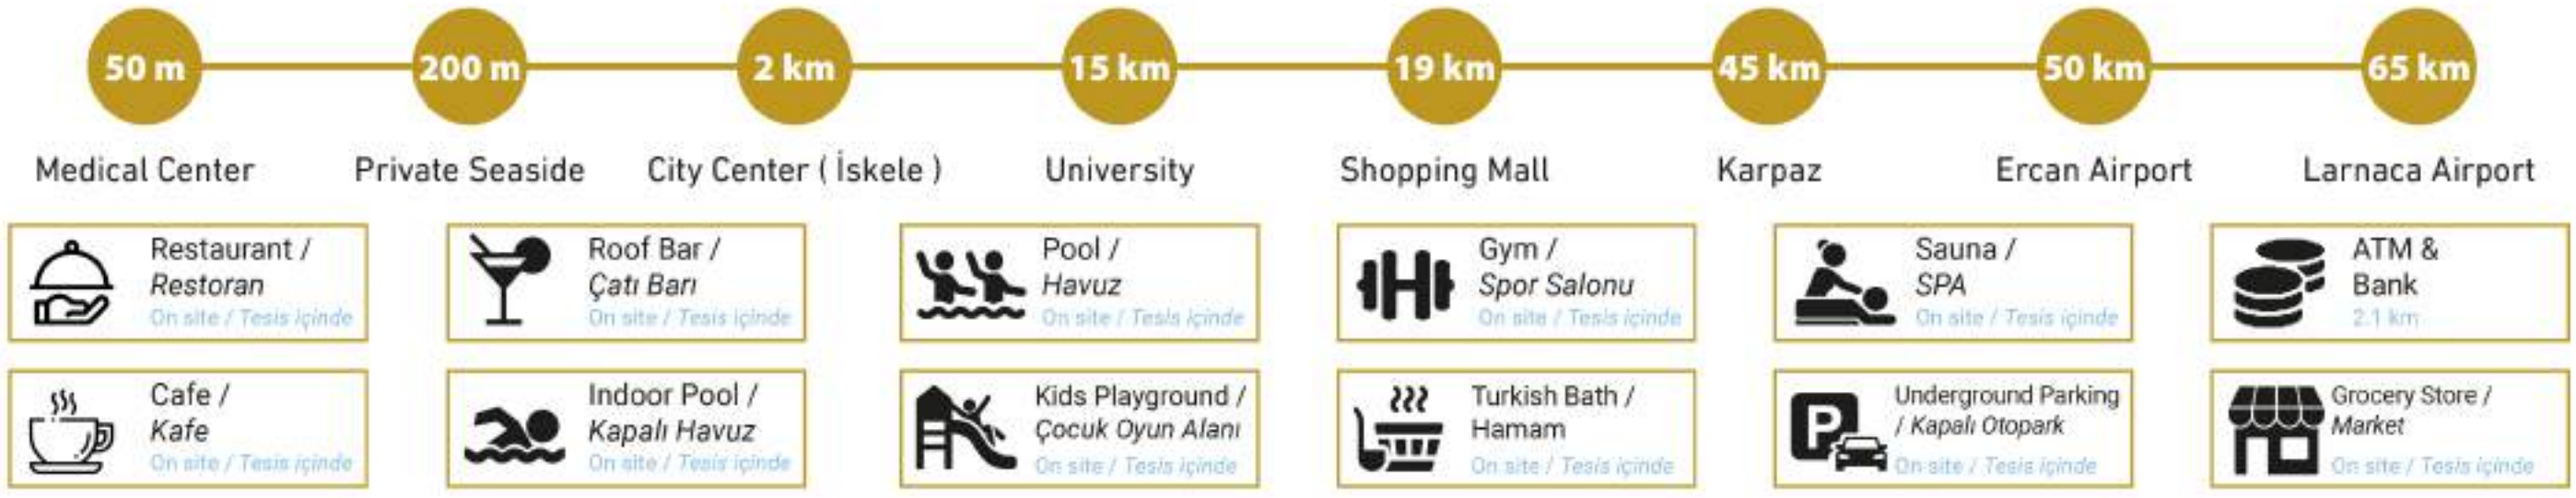 50 m
200 m
2 km
15 km
19 km
45 km
50 km
65 km
Medical Center
Private Seaside
City Center ( İskele )
University
Shopping Mall
Karpaz
Ercan Airport
Larnaca Airport
Restaurant /
Restoran
On site / Tesis içinde
Roof Bar /
Çatı Barı
On site / Tesis içinde
Pool /
Havuz
On site / Tesis içinde
Gym /
Spor Salonu
On site / Tesis içinde
Sauna /
SPA
On site / Tesis içinde
ATM &
Bank
2.1 km
Cafe /
Kafe
On site / Tesis içinde
Indoor Pool /
Kapalı Havuz
On site / Tesis içinde
Kids Playground /
Çocuk Oyun Alanı
On site / Tesis içinde
Turkish Bath /
Hamam
On site / Tesis içinde
P
Underground Parking
/ Kapalı Otopark
On site / Tesis içinde
Grocery Store /
Market
On site / Tesis içinde